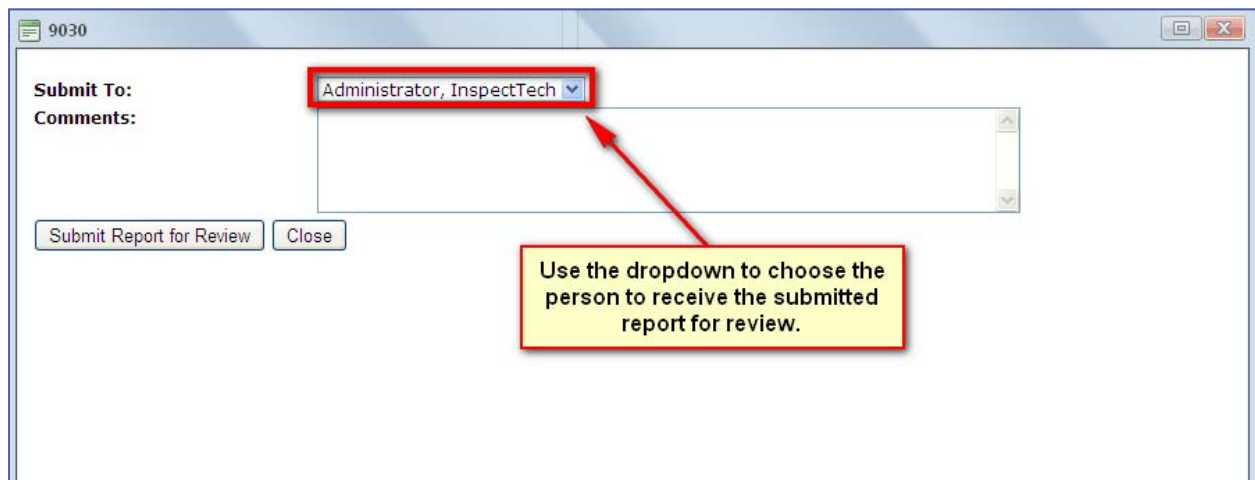 9030
Submit To:
Administrator, InspectTech
Comments:
Submit Report for Review
Close
Use the dropdown to choose the
person to receive the submitted
report for review.